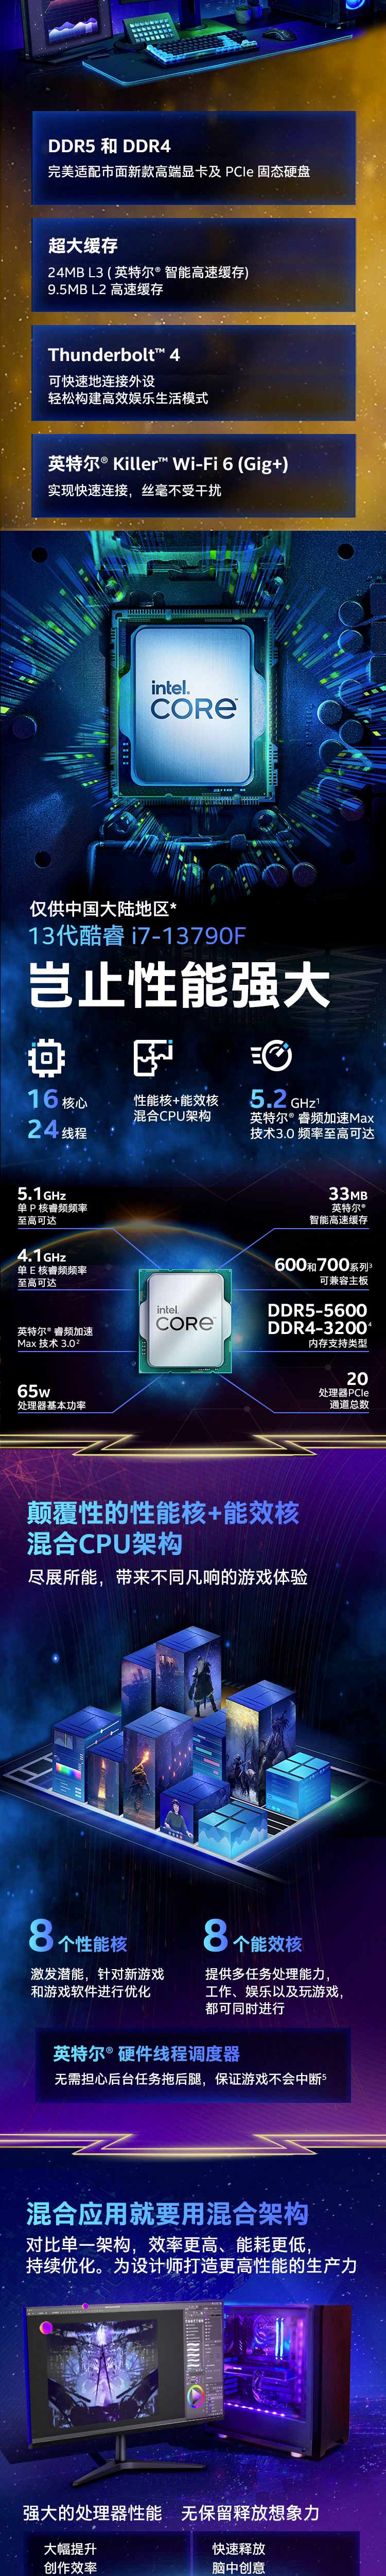 DDR5 和 DDR4
完美适配市面新款高端显卡及 PCIe 固态硬盘
超大缓存
24MB L3 ( 英特尔® 智能高速缓存)
9.5MB L2 高速缓存
Thunderbolt™ 4
可快速地连接外设
轻松构建高效娱乐生活模式
英特尔® Killer™ Wi-Fi 6 (Gig+)
实现快速连接，丝毫不受干扰
intel.
CORE™
仅供中国大陆地区*
13代酷睿 i7-13790F
岂止性能强大
16 核心
24 线程
性能核+能效核
混合CPU架构
5.2 GHz¹
英特尔® 睿频加速Max
技术3.0 频率至高可达
5.1GHz
单 P 核睿频频率
至高可达
4.1GHz
单 E 核睿频频率
至高可达
英特尔® 睿频加速
Max 技术 3.0²
65W
处理器基本功率
intel.
CORE™
33MB
英特尔®
智能高速缓存
600和700系列³
可兼容主板
DDR5-5600
DDR4-3200⁴
内存支持类型
20
处理器PCIe
通道总数
颠覆性的性能核+能效核
混合CPU架构
尽展所能，带来不同凡响的游戏体验
8个性能核
激发潜能，针对新游戏
和游戏软件进行优化
8个能效核
提供多任务处理能力，
工作、娱乐以及玩游戏，
都可同时进行
英特尔® 硬件线程调度器
无需担心后台任务拖后腿，保证游戏不会中断⁵
混合应用就要用混合架构
对比单一架构，效率更高、能耗更低，
持续优化。为设计师打造更高性能的生产力
强大的处理器性能 无保留释放想象力
大幅提升
创作效率
快速释放
脑中创意